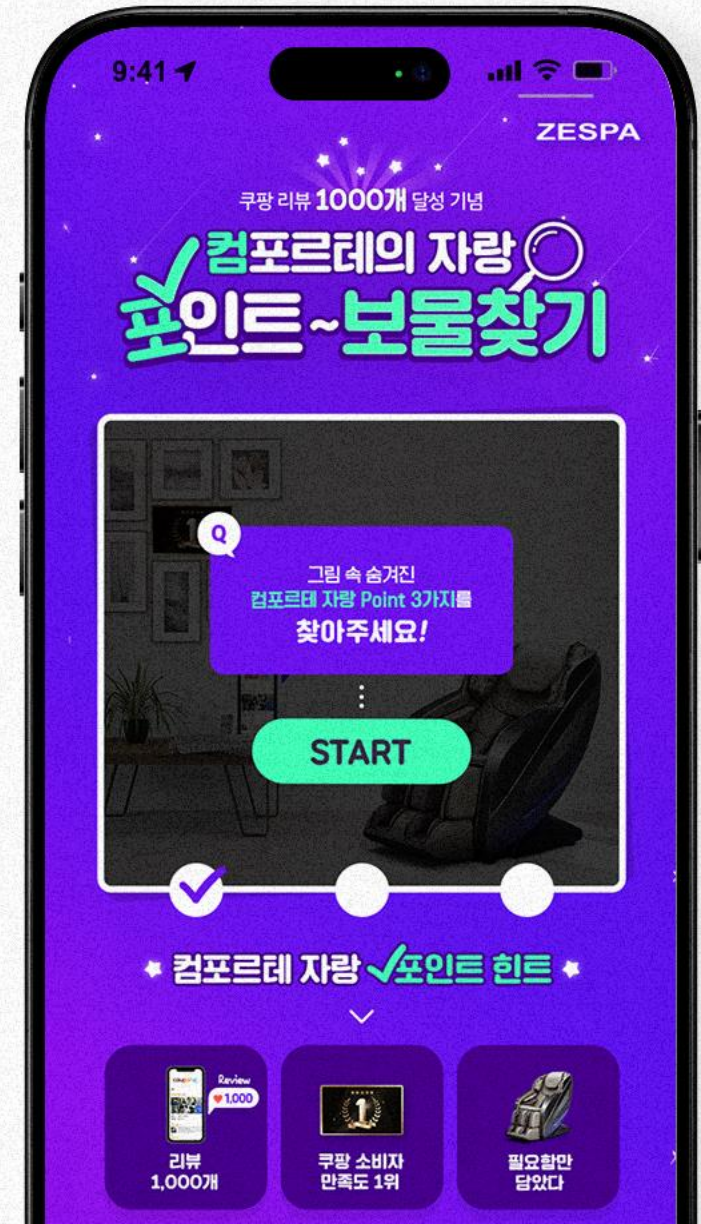 9:41
ZESPA
쿠팡 리뷰 1000개 달성 기념
컴포르테의 자랑
포인트~보물찾기
Q
그림 속 숨겨진
컴포르테 자랑 Point 3가지를
찾아주세요!
START
컴포르테 자랑 포인트 힌트
Review
1,000
1
리뷰
1,000개
쿠팡 소비자
만족도 1위
필요함만
담았다